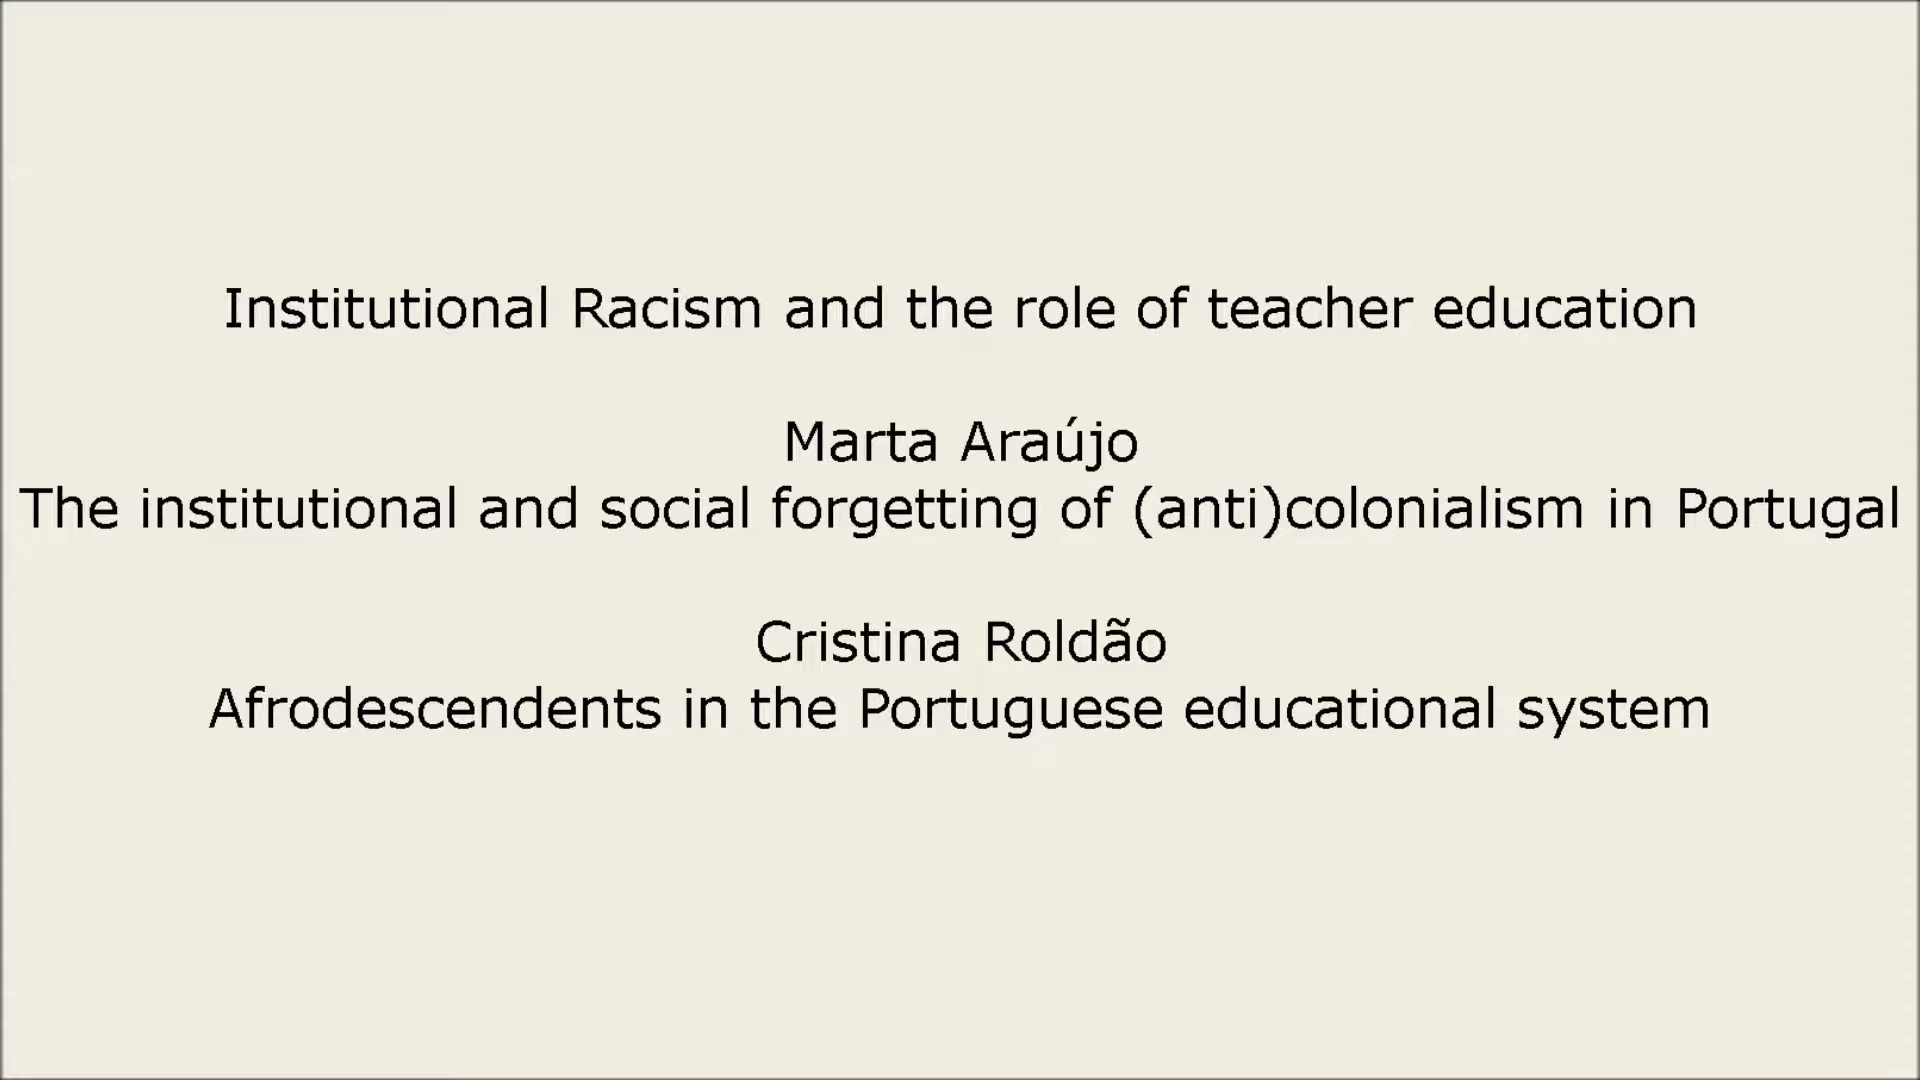 Institutional Racism and the role of teacher education
Marta Araújo
The institutional and social forgetting of (anti)colonialism in Portugal
Cristina Roldão
Afrodescendents in the Portuguese educational system